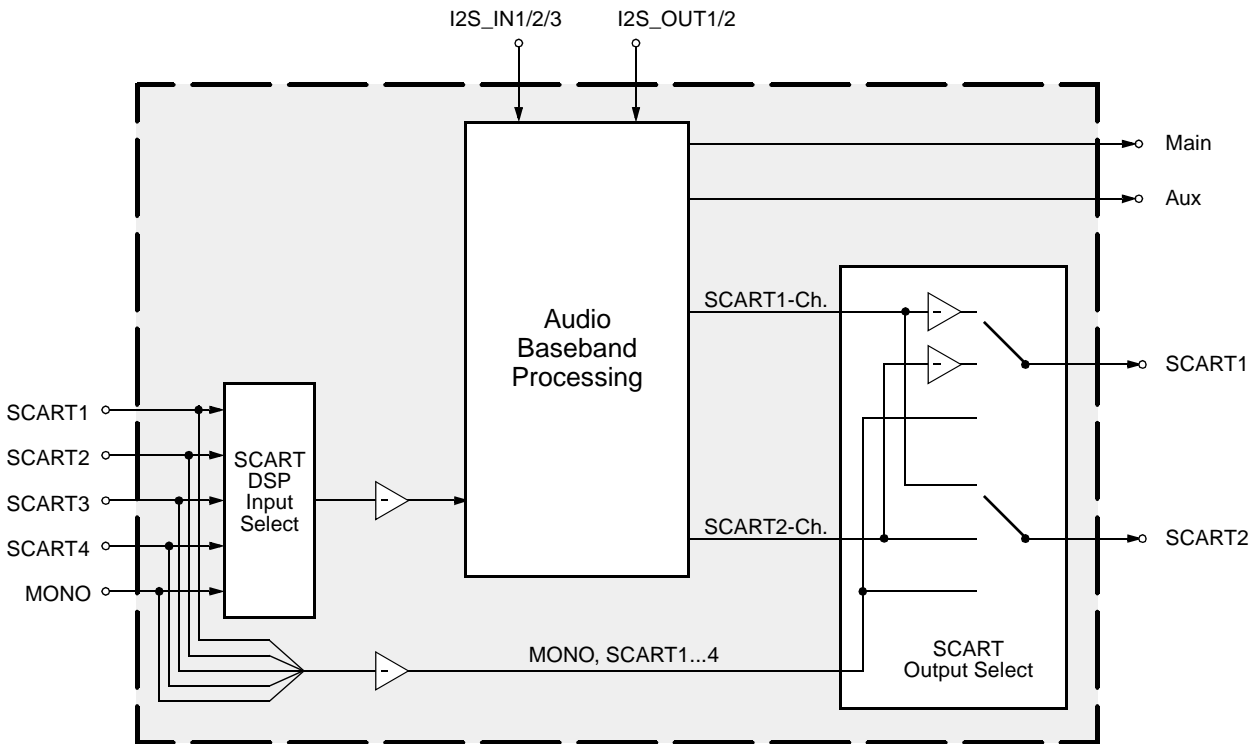 I2S_IN1/2/3
I2S_OUT1/2
Main
Aux
SCART1-Ch.
Audio
Baseband
Processing
SCART1
SCART1
SCART2
SCART3
SCART4
MONO
SCART
DSP
Input
Select
-
-
-
SCART2-Ch.
SCART2
MONO, SCART1...4
-
SCART
Output Select